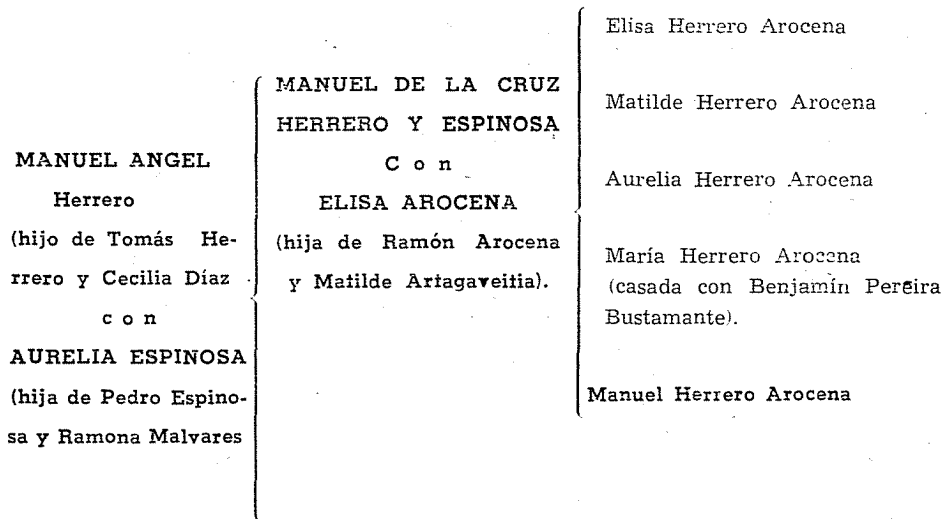 MANUEL ANGEL
Herrero
(hijo de Tomás He-
rrero y Cecilia Díaz
con
AURELIA ESPINOSA
(hija de Pedro Espino-
sa y Ramona Malvares
MANUEL DE LA CRUZ
HERRERO Y ESPINOSA
Con
ELISA AROCENA
(hija de Ramón Arocena
y Matilde Artagaveitia).
Elisa Herrero Arocena
Matilde Herrero Arocena
Aurelia Herrero Arocena
María Herrero Arocena
(casada con Benjamín Pereira
Bustamante).
Manuel Herrero Arocena